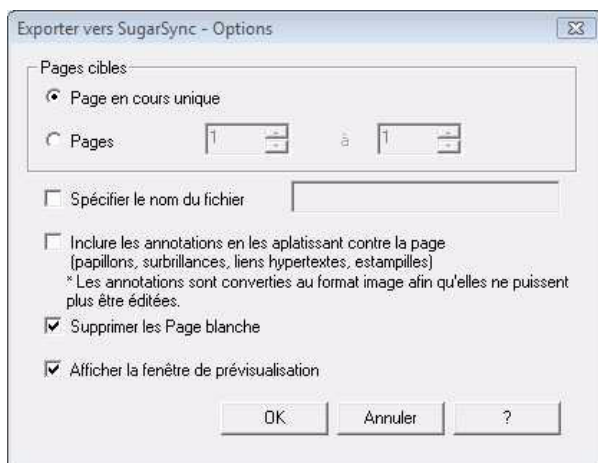 Exporter vers SugarSync - Options
Pages cibles
Page en cours unique
Pages 1 à 1
Spécifier le nom du fichier
Inclure les annotations en les aplatissant contre la page
(papillons, surbrillances, liens hypertextes, estampilles)
* Les annotations sont converties au format image afin qu'elles ne puissent
plus être éditées.
Supprimer les Page blanche
Afficher la fenêtre de prévisualisation
OK Annuler ?